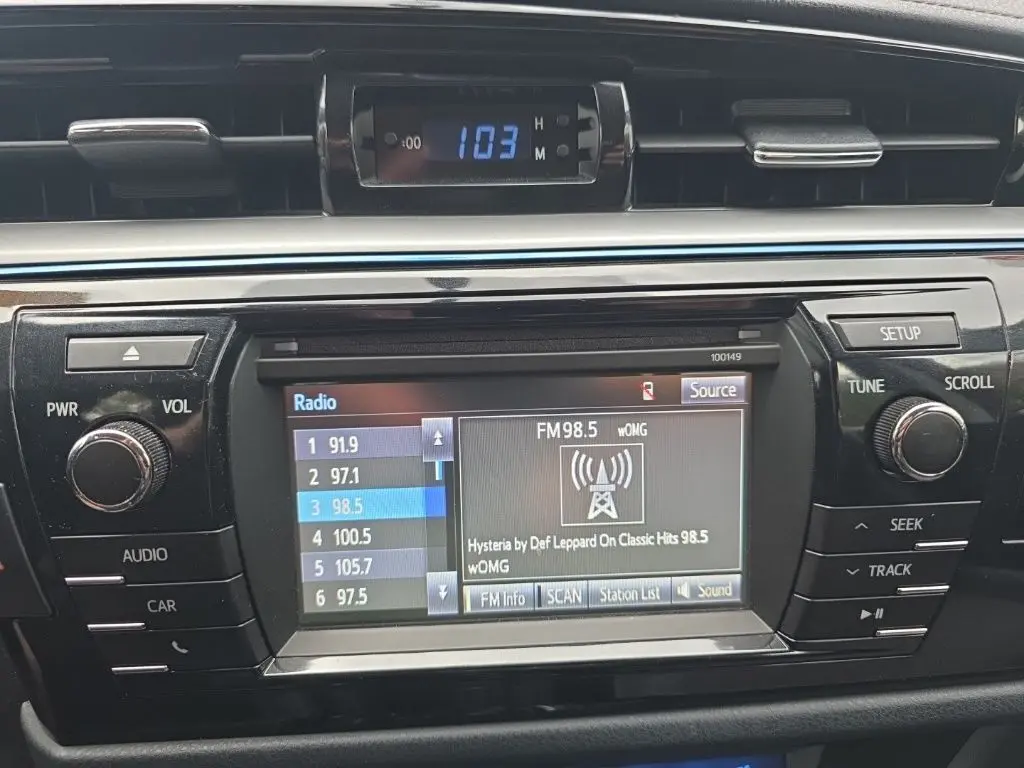 :00 103 H
M
100149
SETUP
PWR VOL
TUNE SCROLL
Radio Source
1 91.9
2 97.1
3 98.5
4 100.5
5 105.7
6 97.5
FM98.5 wOMG
Hysteria by Def Leppard On Classic Hits 98.5
wOMG
FM Info SCAN Station List Sound
AUDIO
CAR
SEEK
TRACK